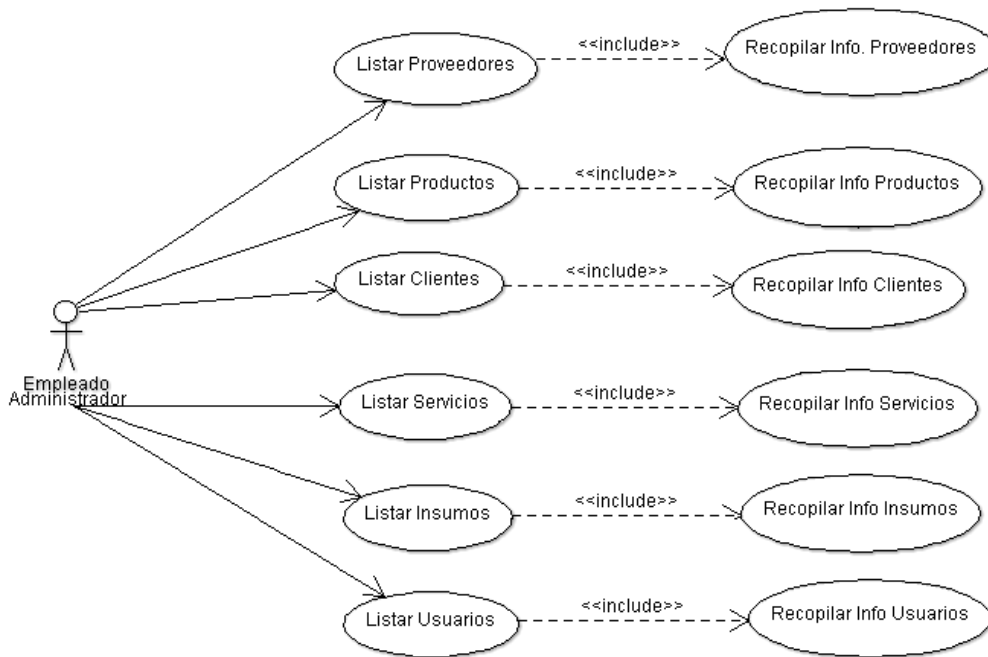 Listar Proveedores
<<include>>
Recopilar Info. Proveedores
Listar Productos
<<include>>
Recopilar Info Productos
Listar Clientes
<<include>>
Recopilar Info Clientes
Empleado
Administrador
Listar Servicios
<<include>>
Recopilar Info Servicios
Listar Insumos
<<include>>
Recopilar Info Insumos
Listar Usuarios
<<include>>
Recopilar Info Usuarios